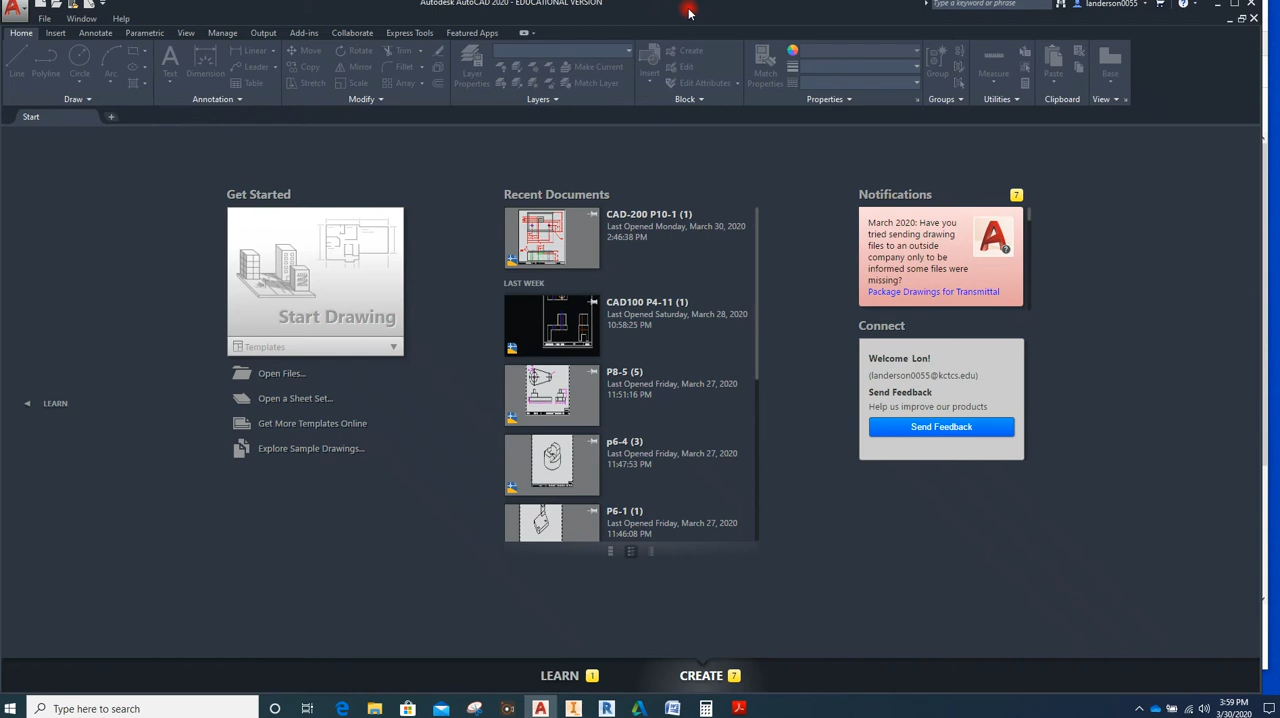 Autodesk AutoCAD 2020 - EDUCATIONAL VERSION
Type a keyword or phrase
landerson0055
File Window Help
Home Insert Annotate Parametric View Manage Output Add-ins Collaborate Express Tools Featured Apps
Line Polyline Circle Arc
Text Dimension
Linear
Leader
Table
Move Rotate Trim
Copy Mirror Fillet
Stretch Scale Array
Layer
Properties
Make Current
Match Layer
Insert
Create
Edit
Edit Attributes
Match
Properties
Group
Measure
Paste
Base
Draw Annotation Modify Layers Block Properties Groups Utilities Clipboard View
Start
Get Started
Start Drawing
Templates
Open Files...
Open a Sheet Set...
Get More Templates Online
Explore Sample Drawings...
LEARN
Recent Documents
CAD-200 P10-1 (1)
Last Opened Monday, March 30, 2020
2:46:38 PM
LAST WEEK
CAD100 P4-11 (1)
Last Opened Saturday, March 28, 2020
10:58:25 PM
P8-5 (5)
Last Opened Friday, March 27, 2020
11:51:16 PM
p6-4 (3)
Last Opened Friday, March 27, 2020
11:47:53 PM
P6-1 (1)
Last Opened Friday, March 27, 2020
11:46:08 PM
Notifications 7
March 2020: Have you
tried sending drawing
files to an outside
company only to be
informed some files were
missing?
Package Drawings for Transmittal
Connect
Welcome Lon!
(landerson0055@kctcs.edu)
Send Feedback
Help us improve our products
Send Feedback
LEARN 1 CREATE 7
Type here to search
3:59 PM
3/30/2020